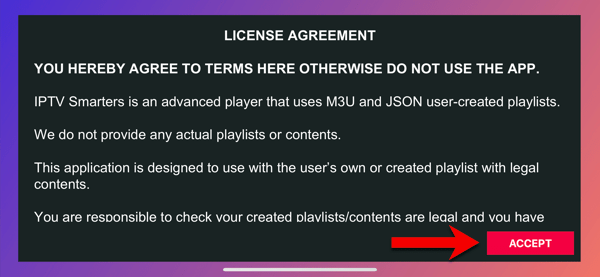 LICENSE AGREEMENT
YOU HEREBY AGREE TO TERMS HERE OTHERWISE DO NOT USE THE APP.
IPTV Smarters is an advanced player that uses M3U and JSON user-created playlists.
We do not provide any actual playlists or contents.
This application is designed to use with the user's own or created playlist with legal
contents.
You are responsible to check your created playlists/contents are legal and you have
ACCEPT